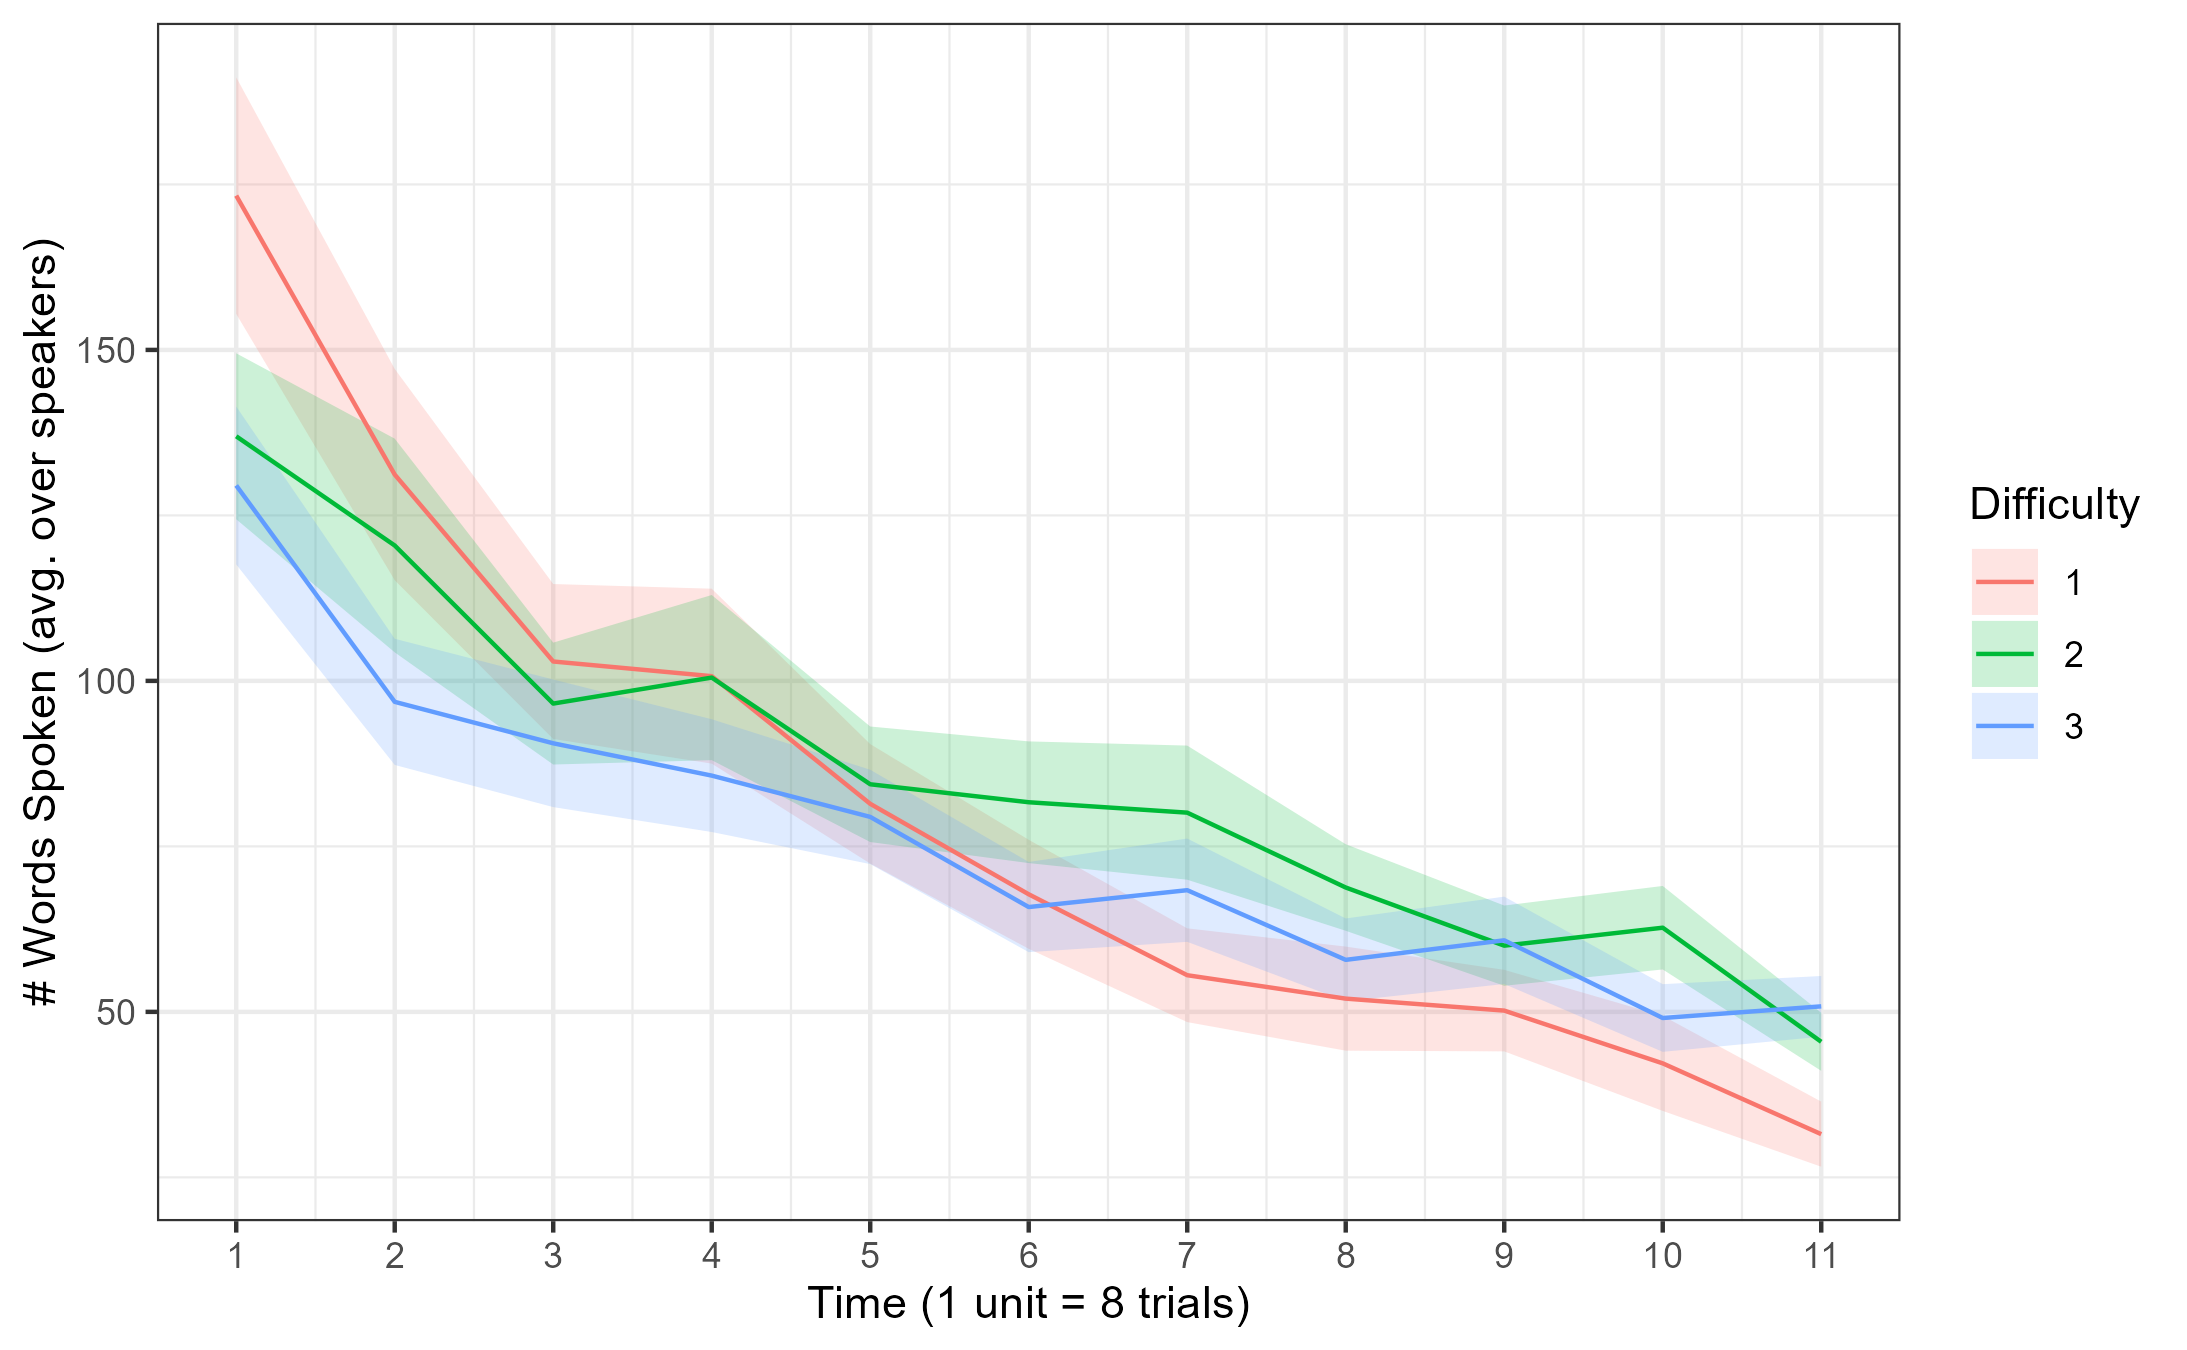 # Words Spoken (avg. over speakers)
150
100
50
1 2 3 4 5 6 7 8 9 10 11
Time (1 unit = 8 trials)
Difficulty
1
2
3